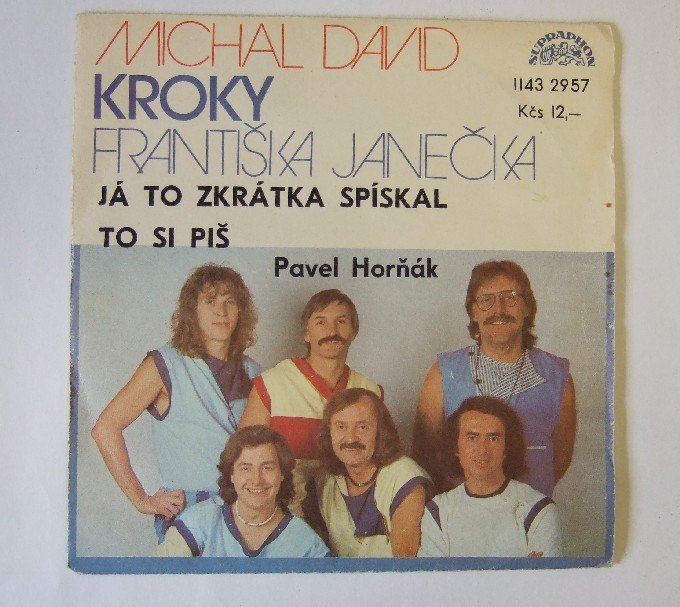 MICHAL DAVID
SUPRAPHON
1143 2957
KROKY
Kčs 12,—
FRANTIŠKA JANEČKA
JÁ TO ZKRÁTKA SPÍSKAL
TO SI PIŠ
Pavel Horňák